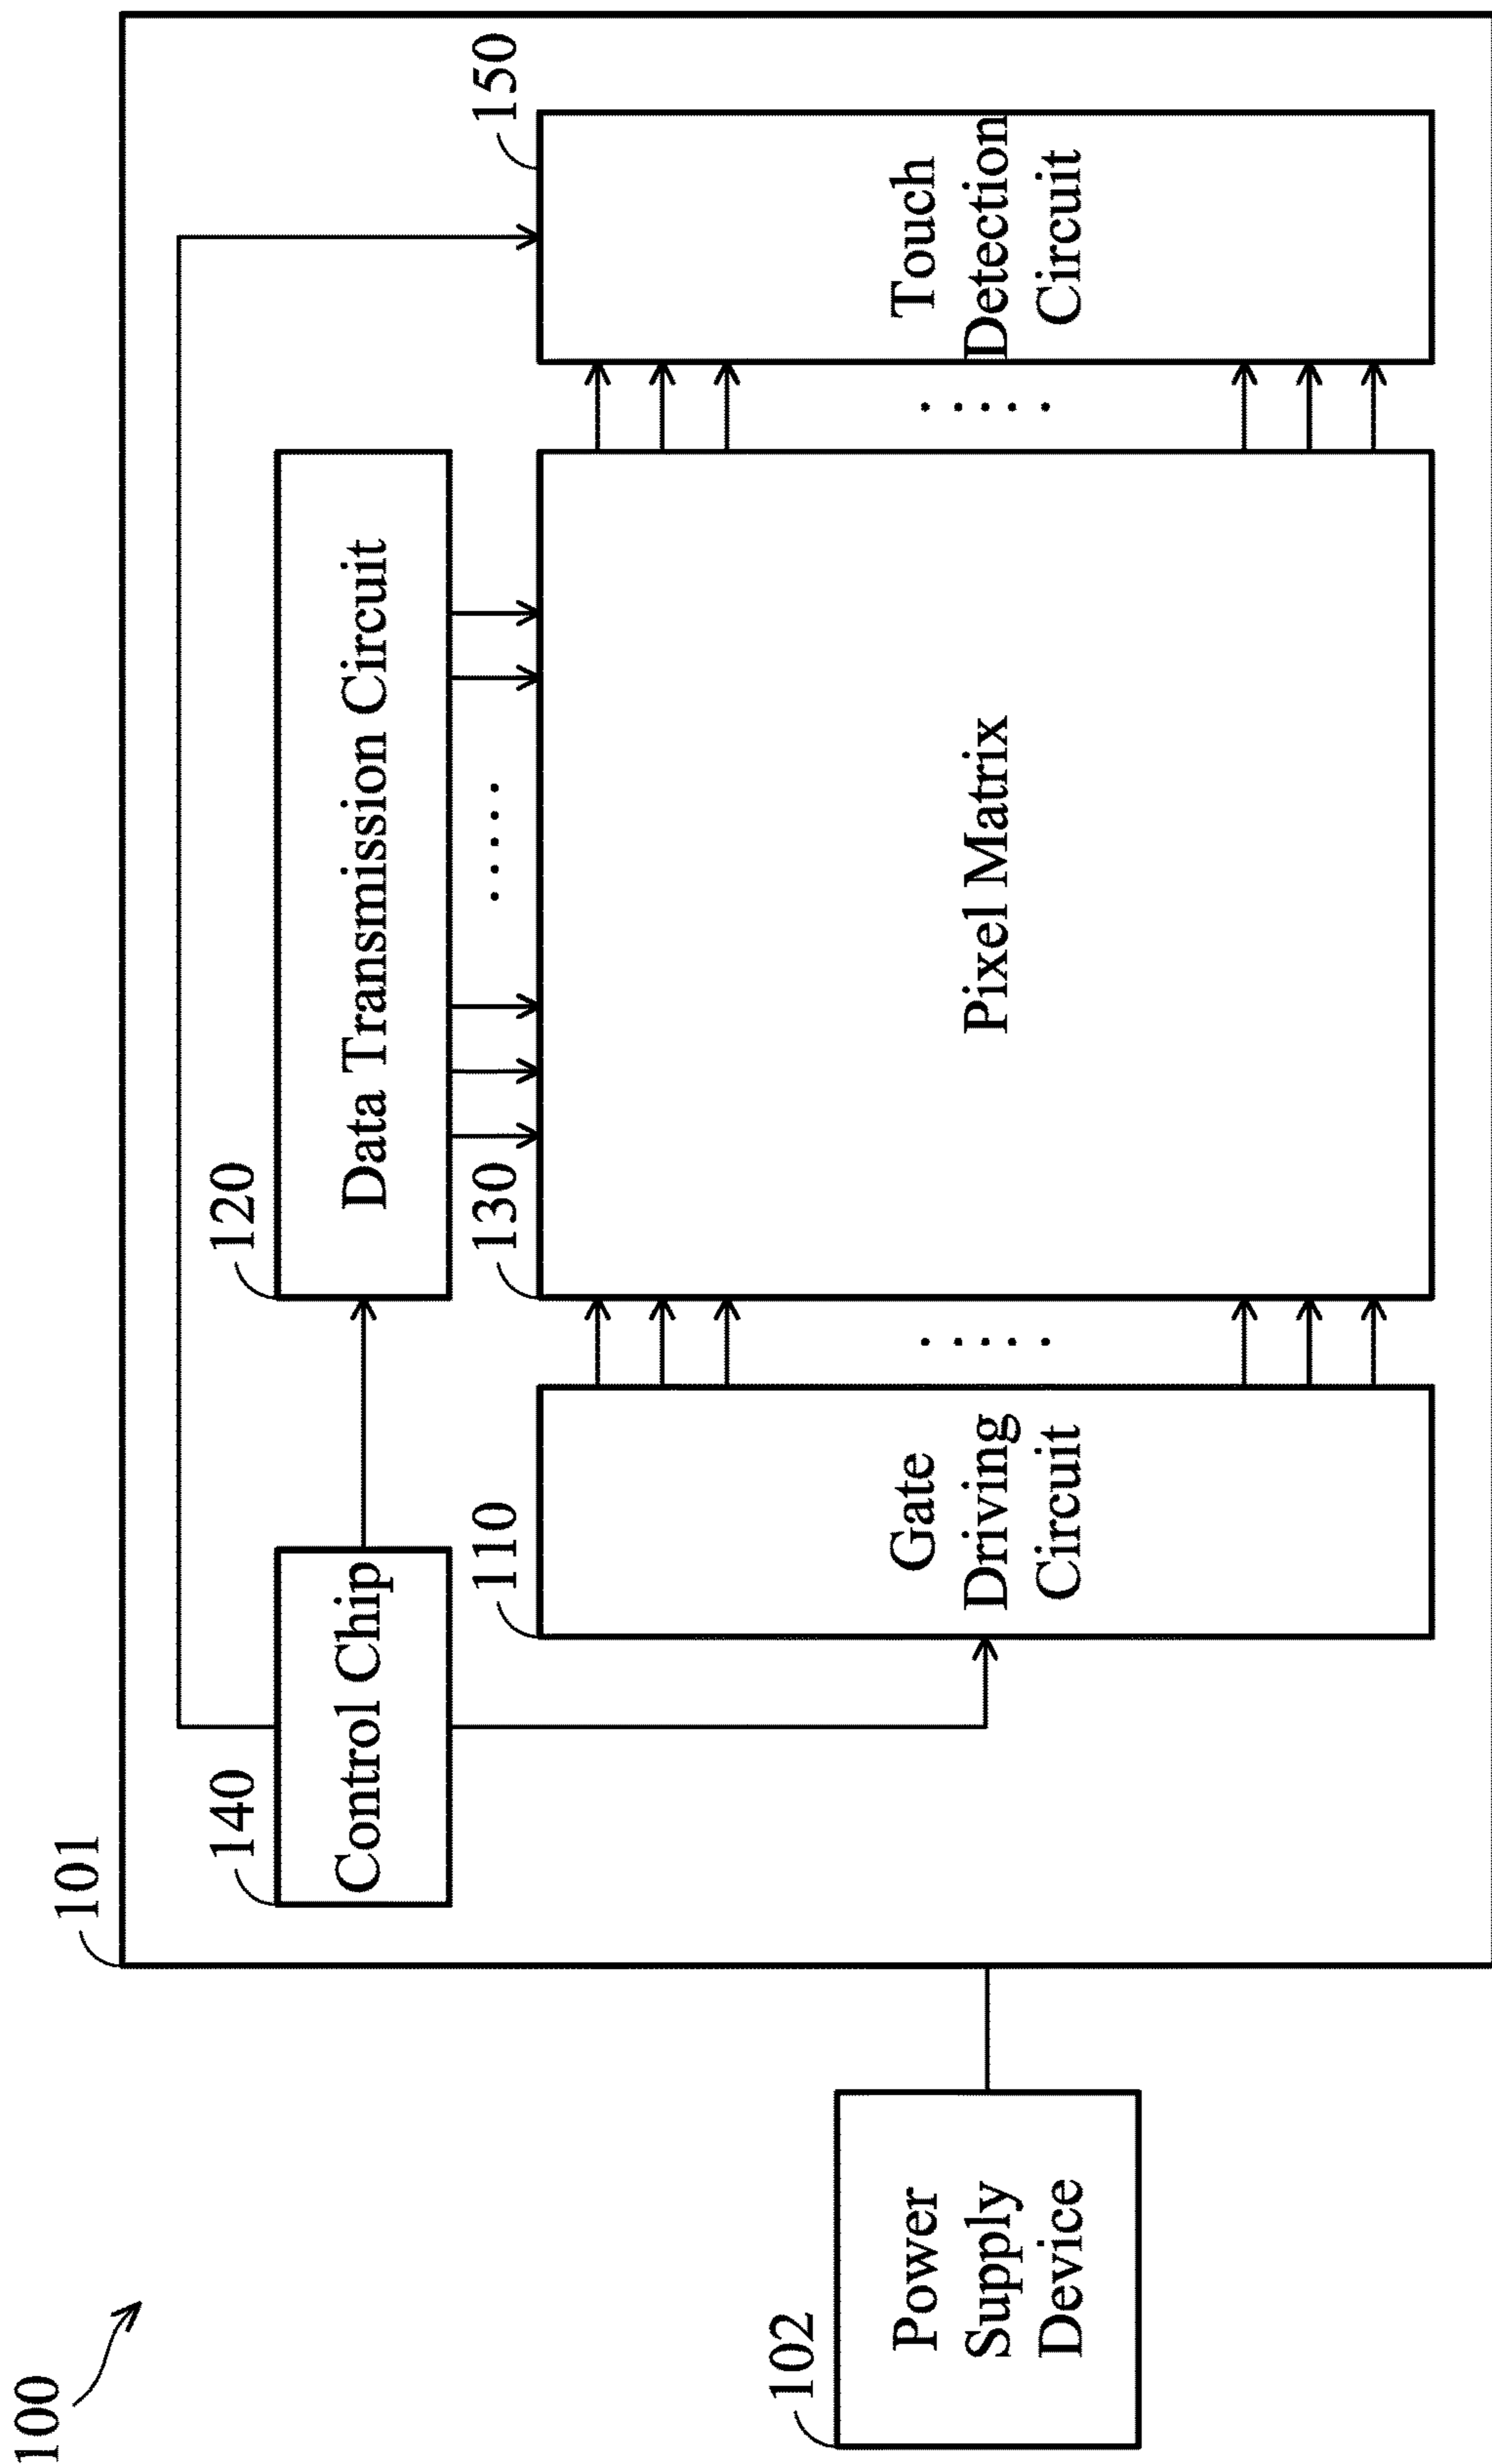 100
101
102
Power
Supply
Device
140
Control Chip
120
Data Transmission Circuit
110
Gate
Driving
Circuit
130
Pixel Matrix
150
Touch
Detection
Circuit